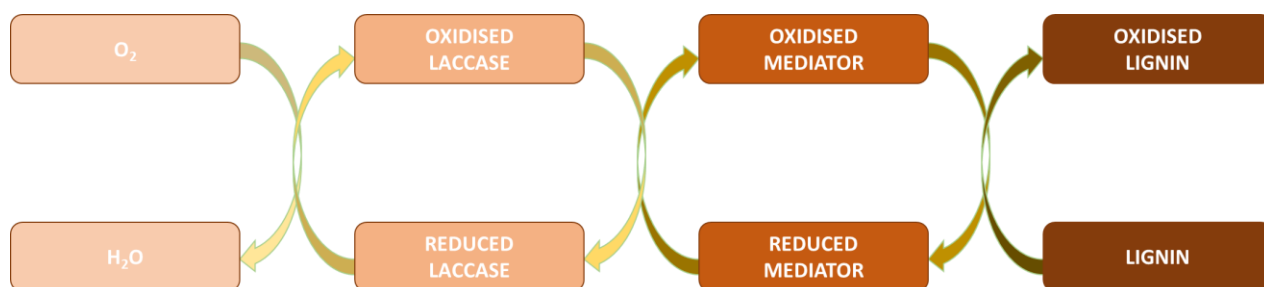 O₂
OXIDISED
LACCASE
OXIDISED
MEDIATOR
OXIDISED
LIGNIN
H₂O
REDUCED
LACCASE
REDUCED
MEDIATOR
LIGNIN